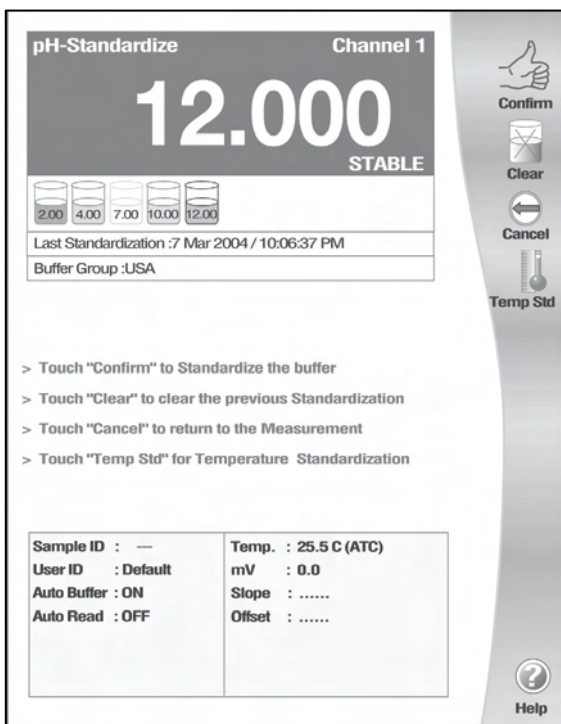 pH-Standardize Channel 1
12.000
STABLE
2.00 4.00 7.00 10.00 12.00
Last Standardization :7 Mar 2004 / 10:06:37 PM
Buffer Group :USA
> Touch "Confirm" to Standardize the buffer
> Touch "Clear" to clear the previous Standardization
> Touch "Cancel" to return to the Measurement
> Touch "Temp Std" for Temperature Standardization
Sample ID : ---
User ID : Default
Auto Buffer : ON
Auto Read : OFF
Temp. : 25.5 C (ATC)
mV : 0.0
Slope : ......
Offset : ......
Confirm
Clear
Cancel
Temp Std
?
Help